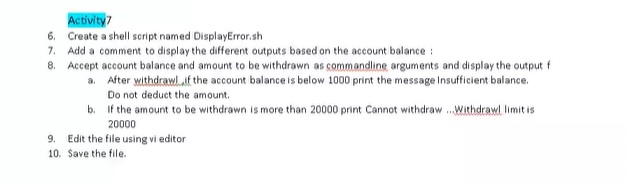 Activity7
6. Create a shell script named DisplayError.sh
7. Add a comment to display the different outputs based on the account balance :
8. Accept account balance and amount to be withdrawn as commandline arguments and display the output f
a. After withdrawl ,if the account balance is below 1000 print the message Insufficient balance.
Do not deduct the amount.
b. If the amount to be withdrawn is more than 20000 print Cannot withdraw ...Withdrawl limit is
20000
9. Edit the file using vi editor
10. Save the file.